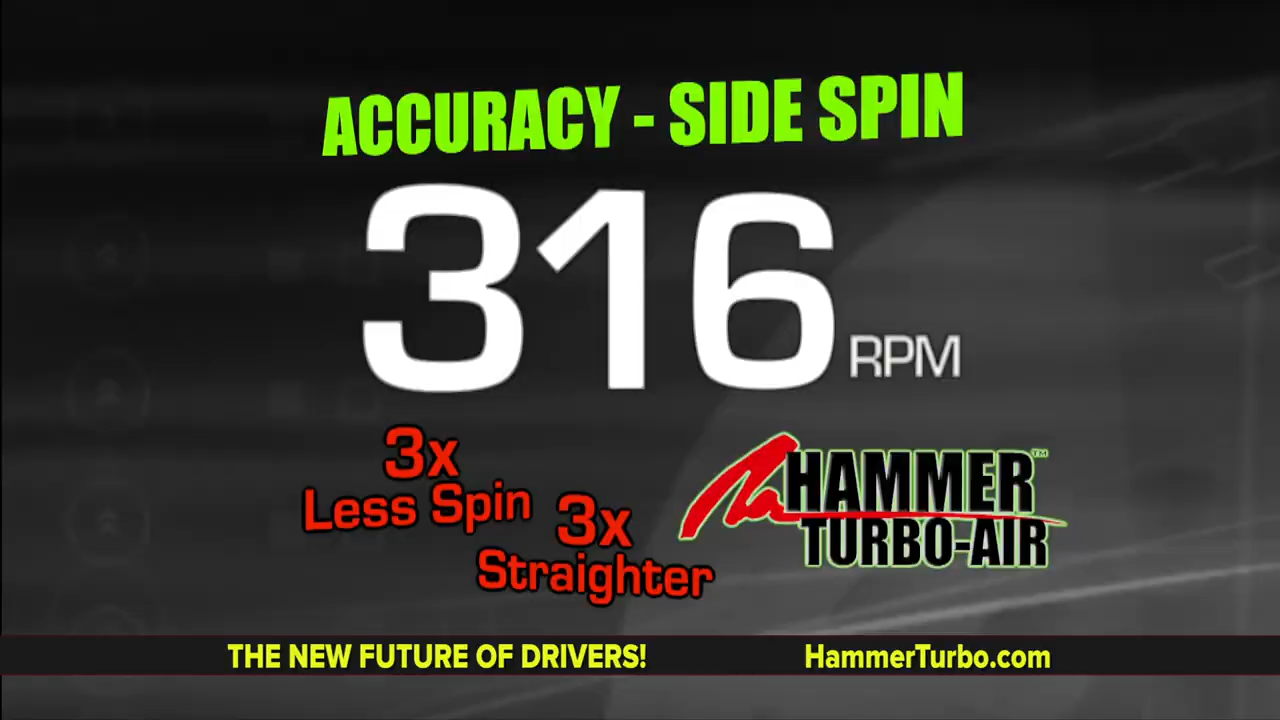 ACCURACY - SIDE SPIN
316 RPM
3x
Less Spin
3x
Straighter
HAMMER™
TURBO-AIR
THE NEW FUTURE OF DRIVERS!
HammerTurbo.com